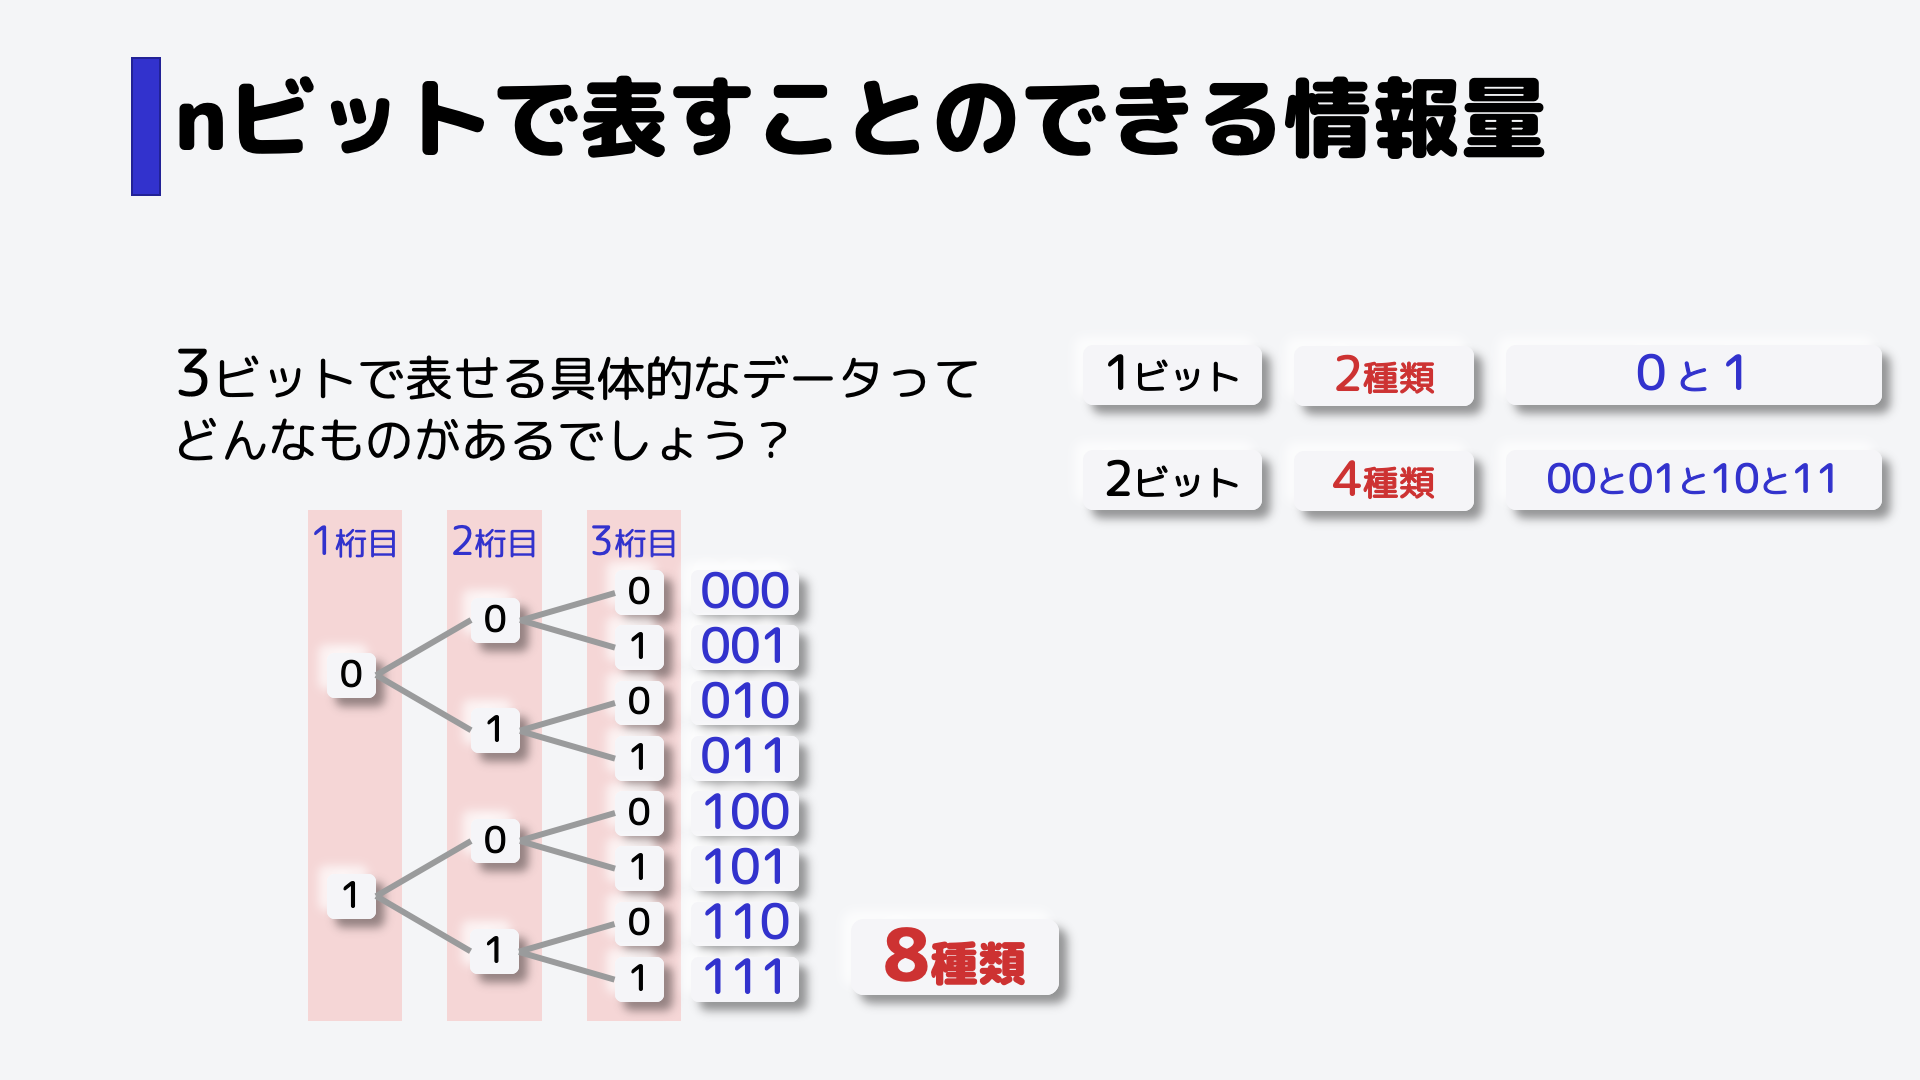 nビットで表すことのできる情報量
3ビットで表せる具体的なデータって
どんなものがあるでしょう？
1ビット 2種類 0 と 1
2ビット 4種類 00と01と10と11
1桁目 2桁目 3桁目
0 000
0
1 001
0
0 010
1
1 011
0 100
0
1 101
1
0 110
1
1 111
8種類